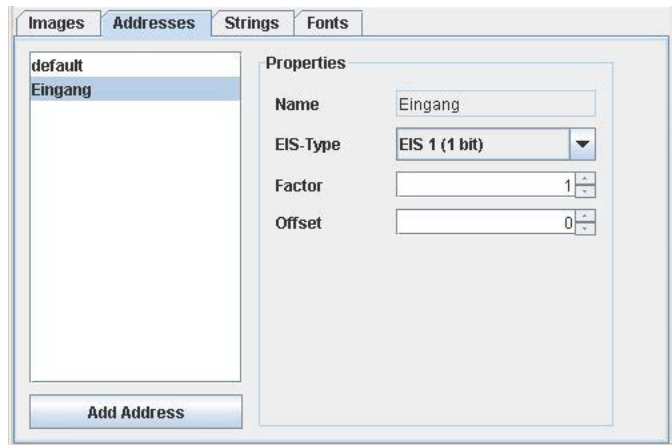 Images Addresses Strings Fonts
default
Eingang
Properties
Name Eingang
EIS-Type EIS 1 (1 bit)
Factor 1
Offset 0
Add Address